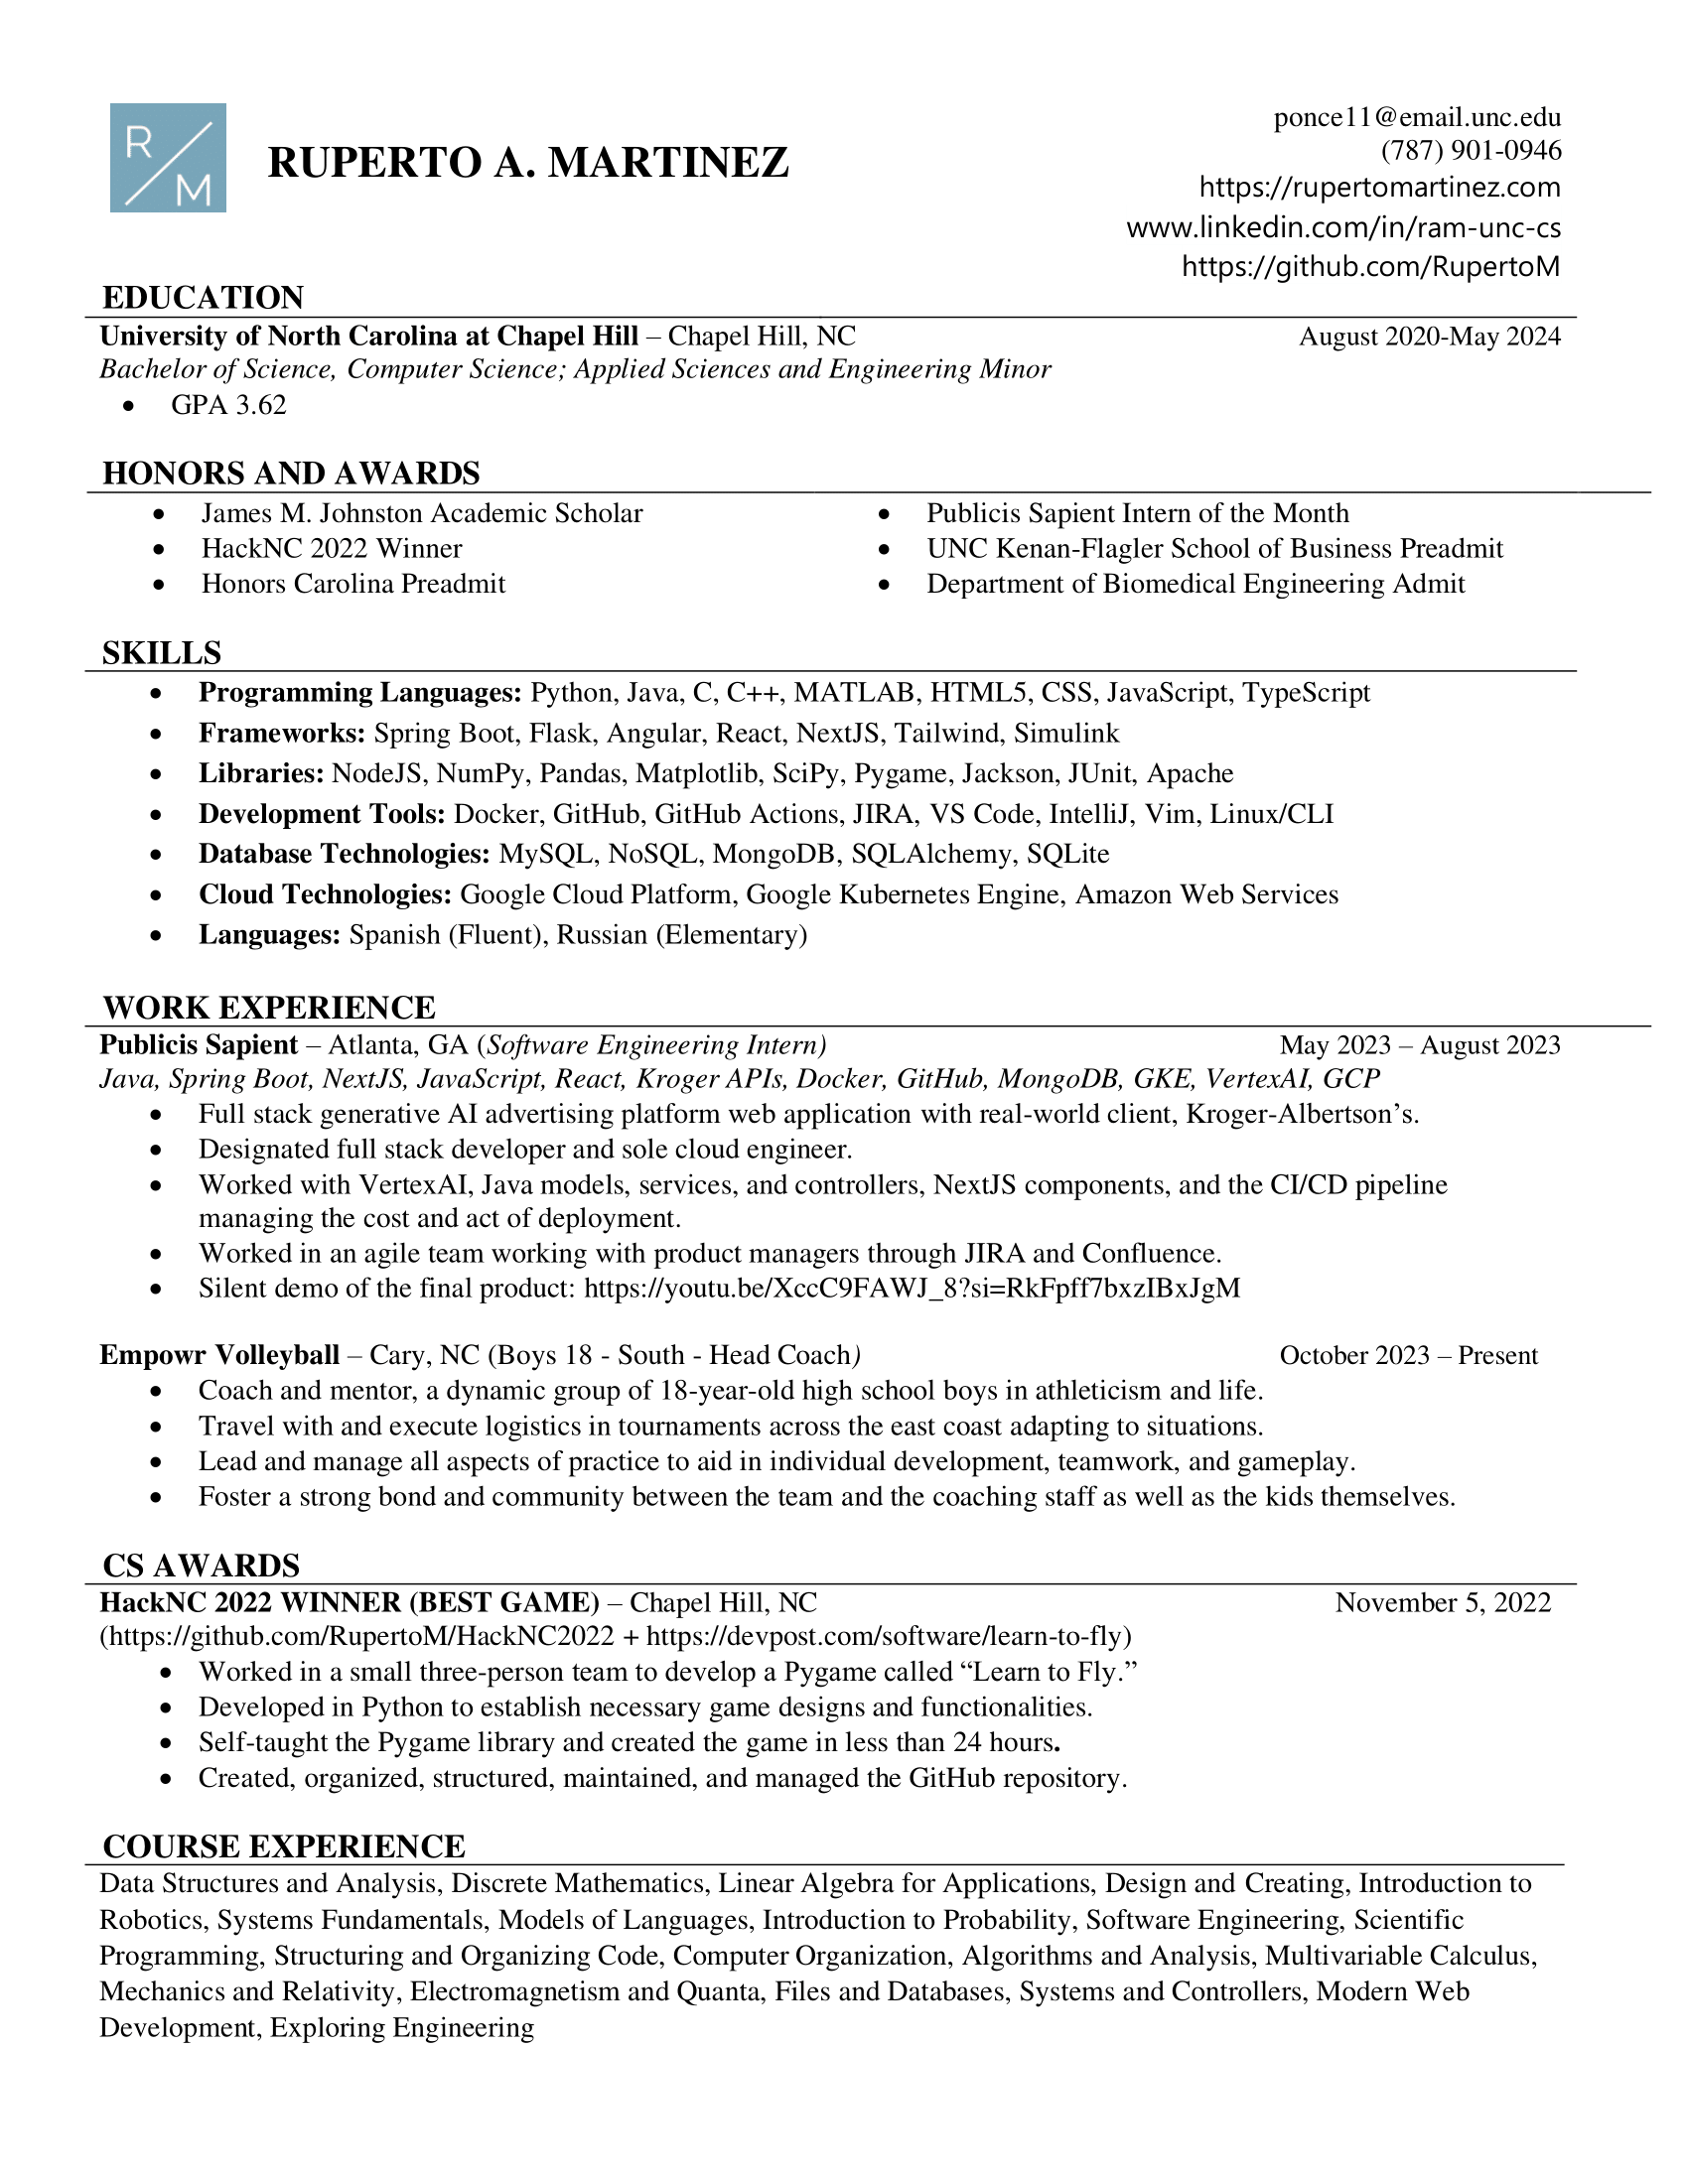 R
M
RUPERTO A. MARTINEZ
ponce11@email.unc.edu
(787) 901-0946
https://rupertomartinez.com
www.linkedin.com/in/ram-unc-cs
https://github.com/RupertoM
EDUCATION
University of North Carolina at Chapel Hill – Chapel Hill, NC August 2020-May 2024
Bachelor of Science, Computer Science; Applied Sciences and Engineering Minor
• GPA 3.62
HONORS AND AWARDS
• James M. Johnston Academic Scholar
• HackNC 2022 Winner
• Honors Carolina Preadmit
• Publicis Sapient Intern of the Month
• UNC Kenan-Flagler School of Business Preadmit
• Department of Biomedical Engineering Admit
SKILLS
• Programming Languages: Python, Java, C, C++, MATLAB, HTML5, CSS, JavaScript, TypeScript
• Frameworks: Spring Boot, Flask, Angular, React, NextJS, Tailwind, Simulink
• Libraries: NodeJS, NumPy, Pandas, Matplotlib, SciPy, Pygame, Jackson, JUnit, Apache
• Development Tools: Docker, GitHub, GitHub Actions, JIRA, VS Code, IntelliJ, Vim, Linux/CLI
• Database Technologies: MySQL, NoSQL, MongoDB, SQLAlchemy, SQLite
• Cloud Technologies: Google Cloud Platform, Google Kubernetes Engine, Amazon Web Services
• Languages: Spanish (Fluent), Russian (Elementary)
WORK EXPERIENCE
Publicis Sapient – Atlanta, GA (Software Engineering Intern) May 2023 – August 2023
Java, Spring Boot, NextJS, JavaScript, React, Kroger APIs, Docker, GitHub, MongoDB, GKE, VertexAI, GCP
• Full stack generative AI advertising platform web application with real-world client, Kroger-Albertson’s.
• Designated full stack developer and sole cloud engineer.
• Worked with VertexAI, Java models, services, and controllers, NextJS components, and the CI/CD pipeline
managing the cost and act of deployment.
• Worked in an agile team working with product managers through JIRA and Confluence.
• Silent demo of the final product: https://youtu.be/XccC9FAWJ_8?si=RkFpff7bxzIBxJgM
Empowr Volleyball – Cary, NC (Boys 18 - South - Head Coach) October 2023 – Present
• Coach and mentor, a dynamic group of 18-year-old high school boys in athleticism and life.
• Travel with and execute logistics in tournaments across the east coast adapting to situations.
• Lead and manage all aspects of practice to aid in individual development, teamwork, and gameplay.
• Foster a strong bond and community between the team and the coaching staff as well as the kids themselves.
CS AWARDS
HackNC 2022 WINNER (BEST GAME) – Chapel Hill, NC November 5, 2022
(https://github.com/RupertoM/HackNC2022 + https://devpost.com/software/learn-to-fly)
• Worked in a small three-person team to develop a Pygame called “Learn to Fly.”
• Developed in Python to establish necessary game designs and functionalities.
• Self-taught the Pygame library and created the game in less than 24 hours.
• Created, organized, structured, maintained, and managed the GitHub repository.
COURSE EXPERIENCE
Data Structures and Analysis, Discrete Mathematics, Linear Algebra for Applications, Design and Creating, Introduction to
Robotics, Systems Fundamentals, Models of Languages, Introduction to Probability, Software Engineering, Scientific
Programming, Structuring and Organizing Code, Computer Organization, Algorithms and Analysis, Multivariable Calculus,
Mechanics and Relativity, Electromagnetism and Quanta, Files and Databases, Systems and Controllers, Modern Web
Development, Exploring Engineering